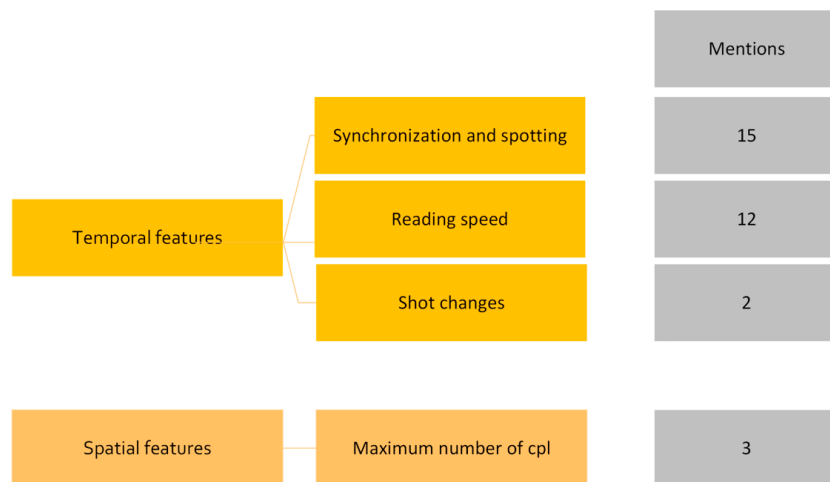 Mentions
Synchronization and spotting
15
Temporal features
Reading speed
12
Shot changes
2
Spatial features
Maximum number of cpl
3